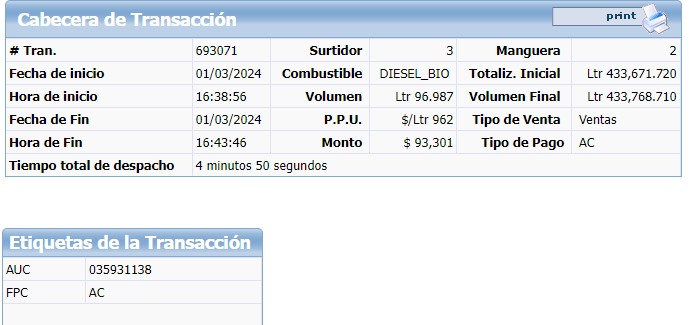 Cabecera de Transacción print
# Tran. 693071 Surtidor 3 Manguera 2
Fecha de inicio 01/03/2024 Combustible DIESEL_BIO Totaliz. Inicial Ltr 433,671.720
Hora de inicio 16:38:56 Volumen Ltr 96.987 Volumen Final Ltr 433,768.710
Fecha de Fin 01/03/2024 P.P.U. $/Ltr 962 Tipo de Venta Ventas
Hora de Fin 16:43:46 Monto $ 93,301 Tipo de Pago AC
Tiempo total de despacho 4 minutos 50 segundos
Etiquetas de la Transacción
AUC 035931138
FPC AC